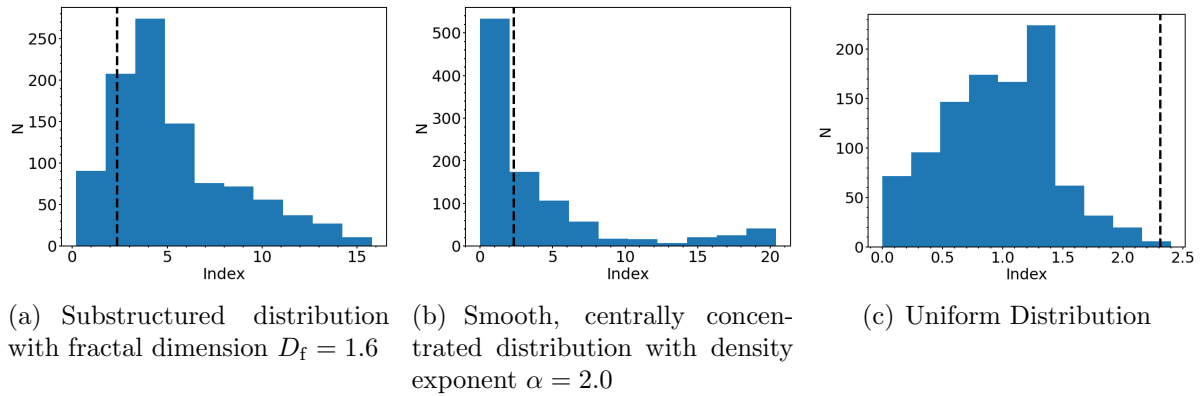 250
200
150
100
50
0
N
0
5
10
15
Index
500
400
300
200
100
0
N
0
5
10
15
20
Index
200
150
100
50
0
N
0.0
0.5
1.0
1.5
2.0
2.5
Index
(a) Substructured distribution
with fractal dimension D_f = 1.6
(b) Smooth, centrally concen-
trated distribution with density
exponent α = 2.0
(c) Uniform Distribution